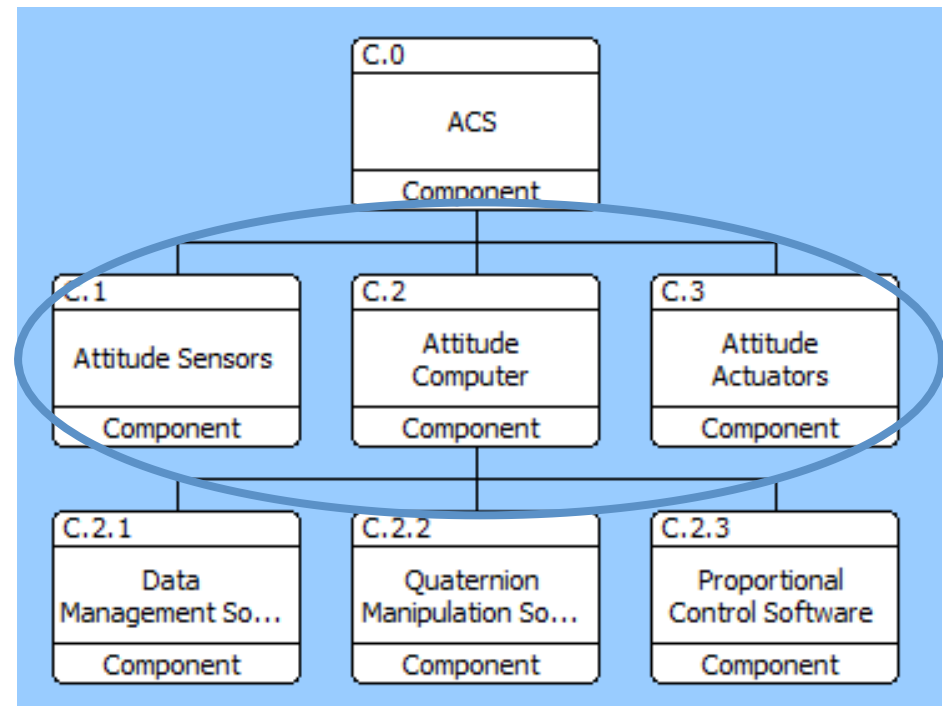 C.0
ACS
Component
C.1
Attitude Sensors
Component
C.2
Attitude
Computer
Component
C.3
Attitude
Actuators
Component
C.2.1
Data
Management So...
Component
C.2.2
Quaternion
Manipulation So...
Component
C.2.3
Proportional
Control Software
Component